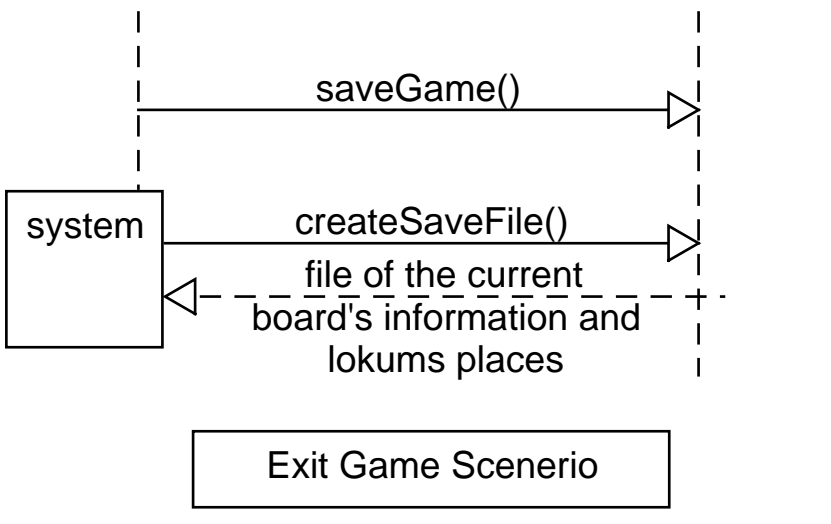 saveGame()
system
createSaveFile()
file of the current
board's information and
lokums places
Exit Game Scenerio